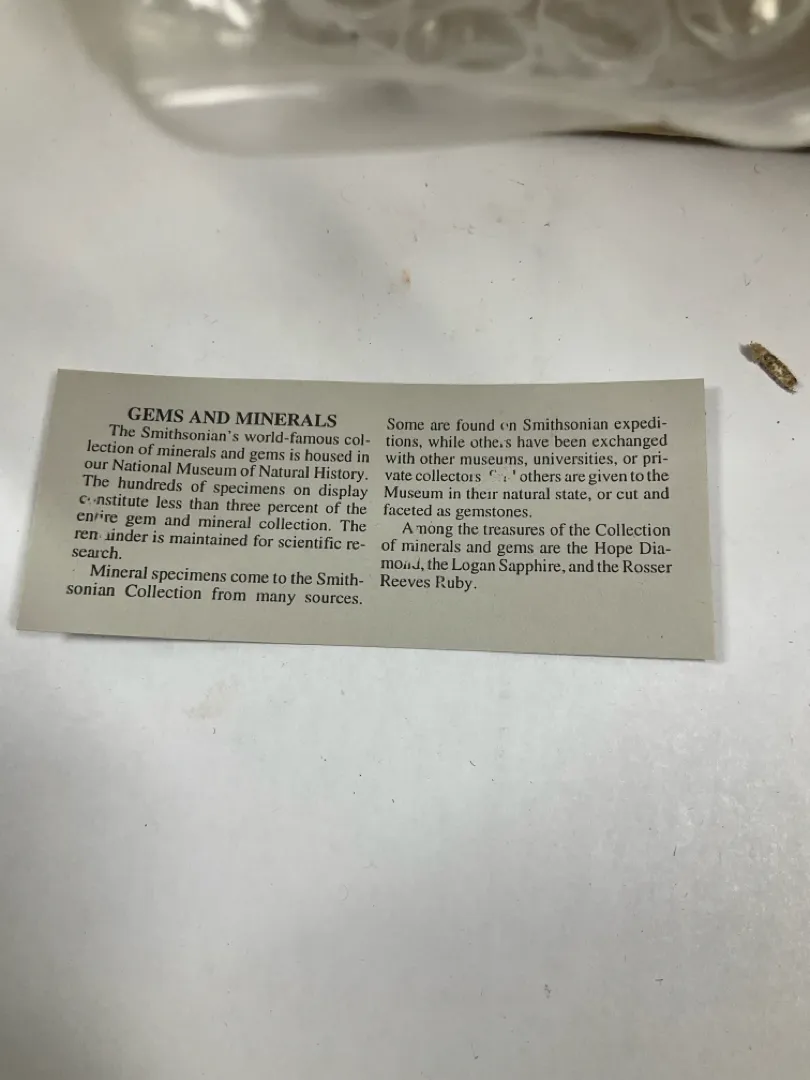 GEMS AND MINERALS
The Smithsonian's world-famous col-
lection of minerals and gems is housed in
our National Museum of Natural History.
The hundreds of specimens on display
constitute less than three percent of the
entire gem and mineral collection. The
remainder is maintained for scientific re-
search.
Mineral specimens come to the Smith-
sonian Collection from many sources.
Some are found on Smithsonian expedi-
tions, while others have been exchanged
with other museums, universities, or pri-
vate collectors others are given to the
Museum in their natural state, or cut and
faceted as gemstones.
Among the treasures of the Collection
of minerals and gems are the Hope Dia-
mond, the Logan Sapphire, and the Rosser
Reeves Ruby.